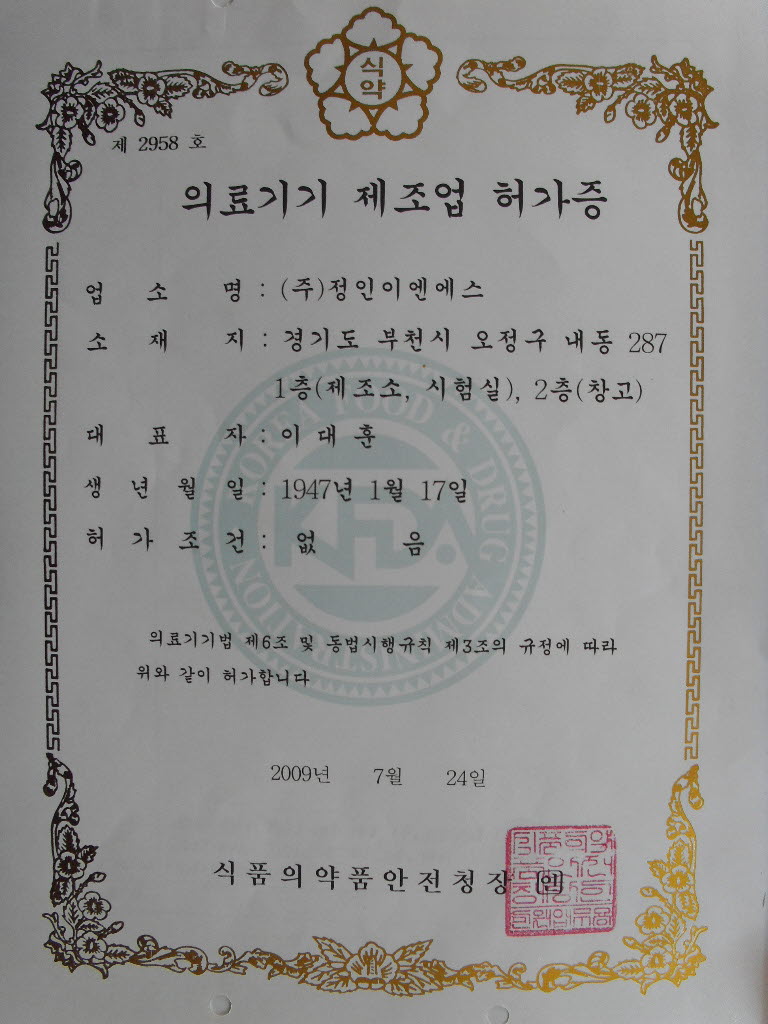 식약
제 2958 호
의료기기 제조업 허가증
업 소 명 : (주)정인이엔에스
소 재 지 : 경기도 부천시 오정구 내동 287
1층(제조소, 시험실), 2층(창고)
대 표 자 : 이대훈
생 년 월 일 : 1947년 1월 17일
허 가 조 건 : 없 음
KOREA FOOD & DRUG ADMINISTRATION
KFDA
의료기기법 제6조 및 동법시행규칙 제3조의 규정에 따라
위와 같이 허가합니다
2009년 7월 24일
식품의약품안전청장 [인]